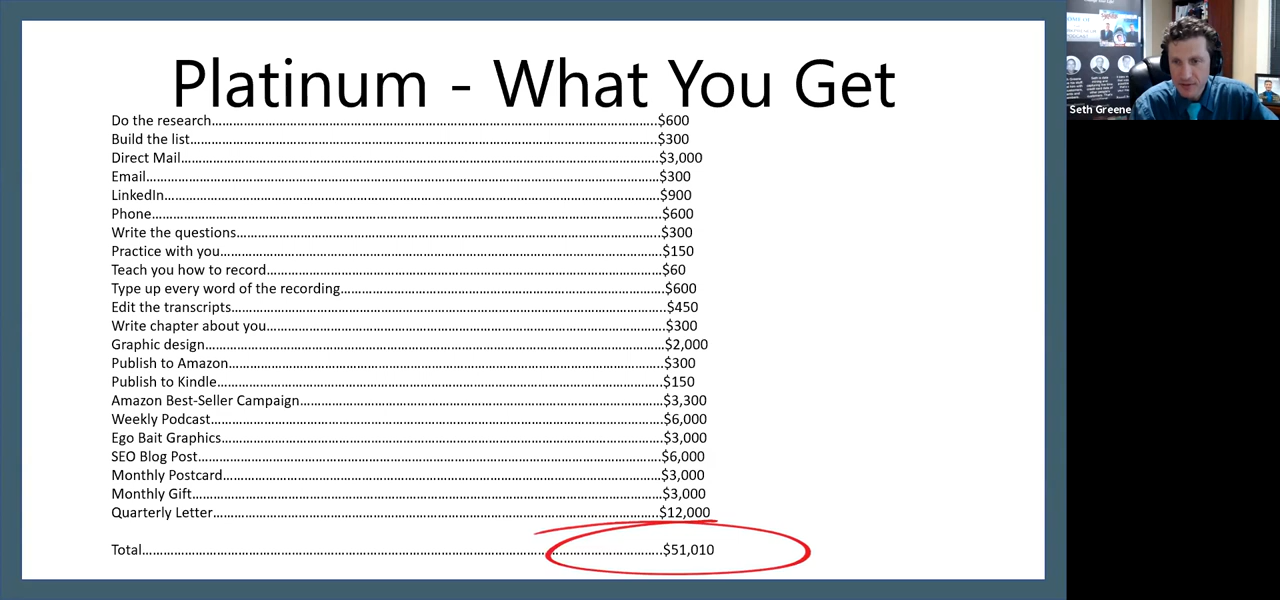 Platinum - What You Get
Do the research……………………………………………………………………………………………$600
Build the list…………………………………………………………………………………………………$300
Direct Mail……………………………………………………………………………………………………$3,000
Email……………………………………………………………………………………………………………$300
LinkedIn………………………………………………………………………………………………………$900
Phone……………………………………………………………………………………………………………$600
Write the questions………………………………………………………………………………………$300
Practice with you……………………………………………………………………………………………$150
Teach you how to record…………………………………………………………………………………$60
Type up every word of the recording…………………………………………………………………$600
Edit the transcripts…………………………………………………………………………………………$450
Write chapter about you…………………………………………………………………………………$300
Graphic design………………………………………………………………………………………………$2,000
Publish to Amazon…………………………………………………………………………………………$300
Publish to Kindle……………………………………………………………………………………………$150
Amazon Best-Seller Campaign…………………………………………………………………………$3,300
Weekly Podcast………………………………………………………………………………………………$6,000
Ego Bait Graphics……………………………………………………………………………………………$3,000
SEO Blog Post…………………………………………………………………………………………………$6,000
Monthly Postcard……………………………………………………………………………………………$3,000
Monthly Gift……………………………………………………………………………………………………$3,000
Quarterly Letter………………………………………………………………………………………………$12,000
Total………………………………………………………………………………………………………………$51,010
Seth Greene